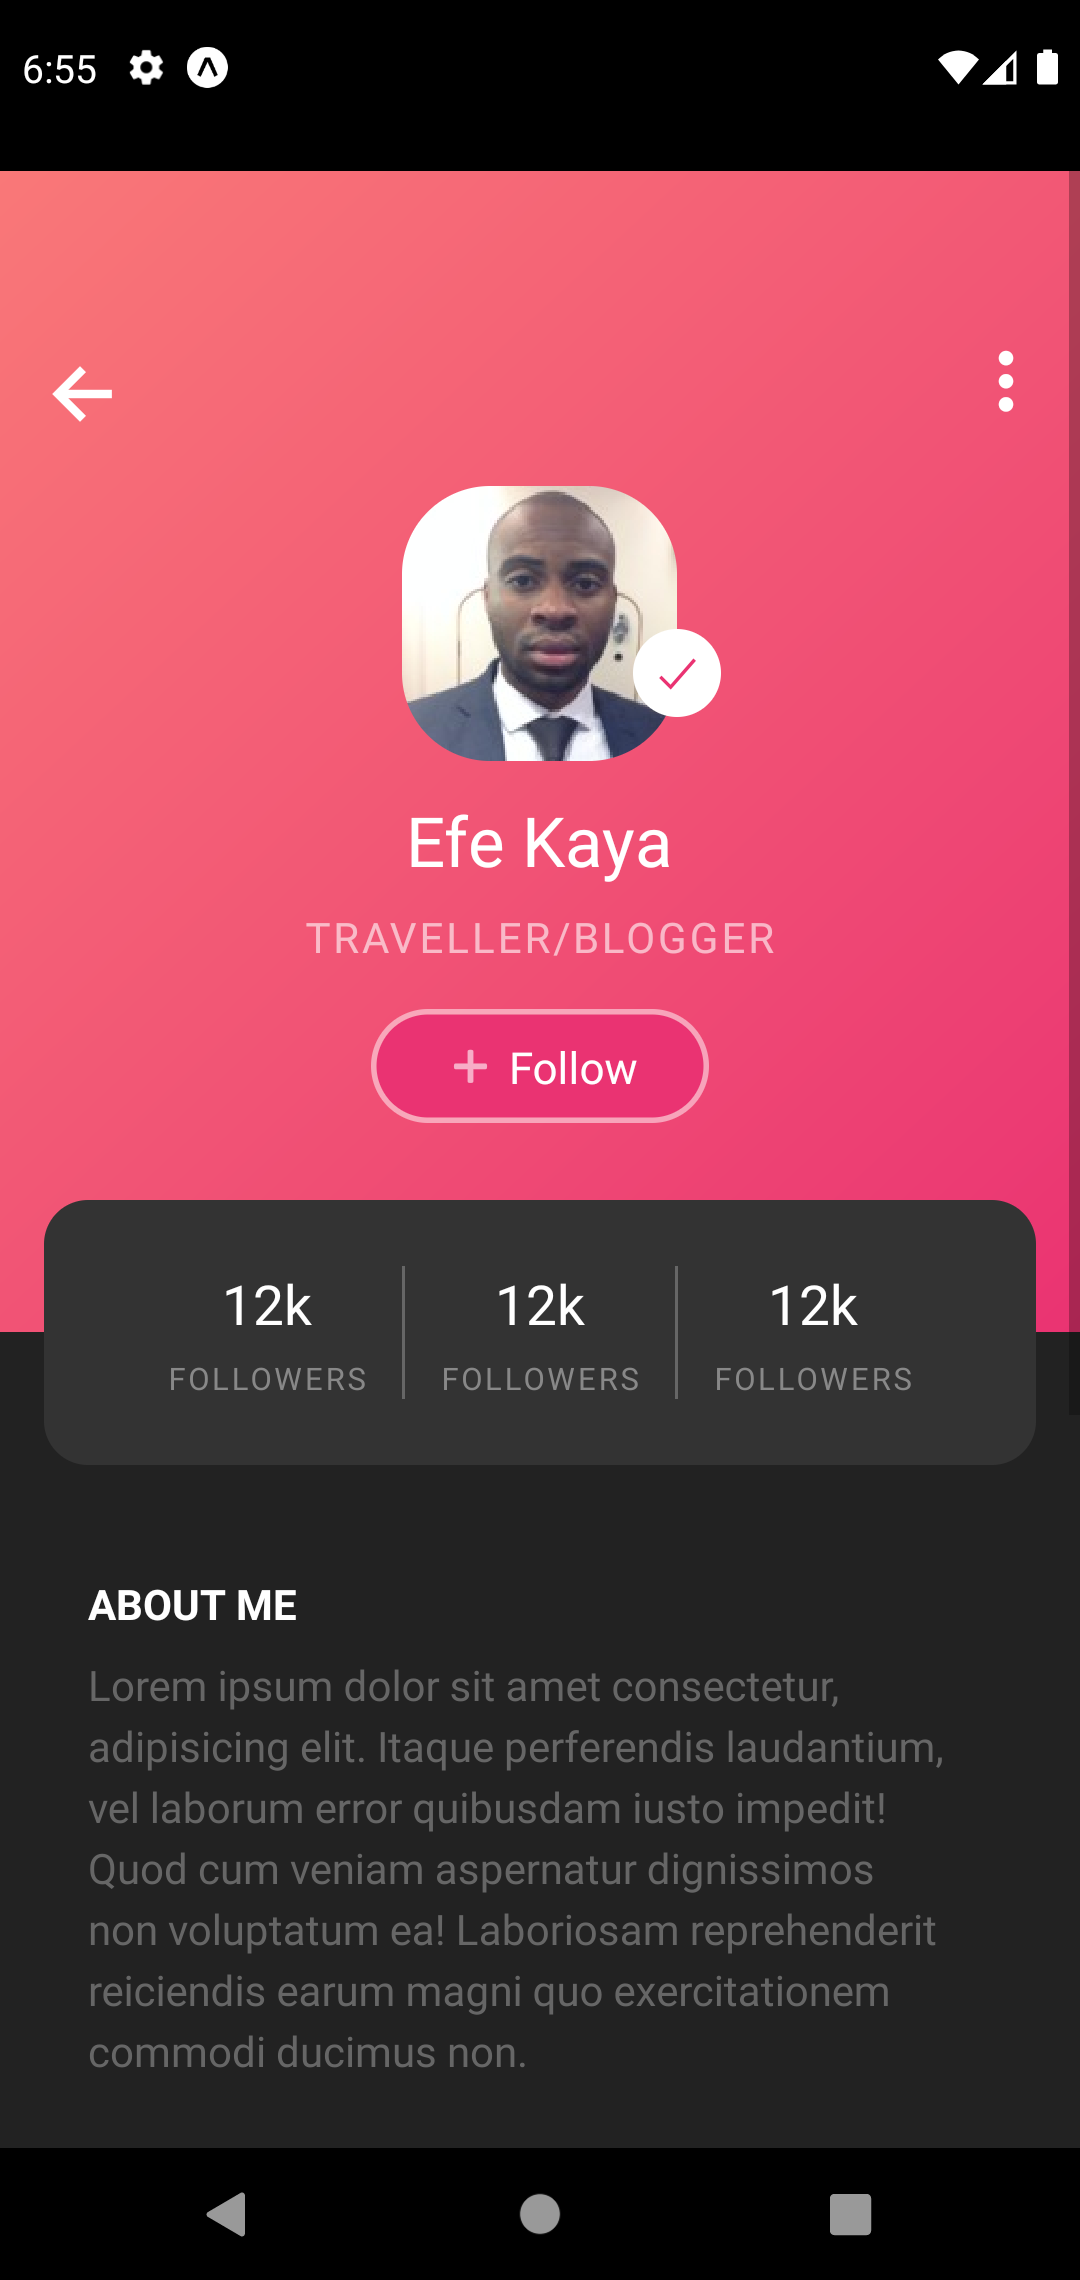 6:55
Efe Kaya
TRAVELLER/BLOGGER
+ Follow
12k 12k 12k
FOLLOWERS FOLLOWERS FOLLOWERS
ABOUT ME
Lorem ipsum dolor sit amet consectetur,
adipisicing elit. Itaque perferendis laudantium,
vel laborum error quibusdam iusto impedit!
Quod cum veniam aspernatur dignissimos
non voluptatum ea! Laboriosam reprehenderit
reiciendis earum magni quo exercitationem
commodi ducimus non.